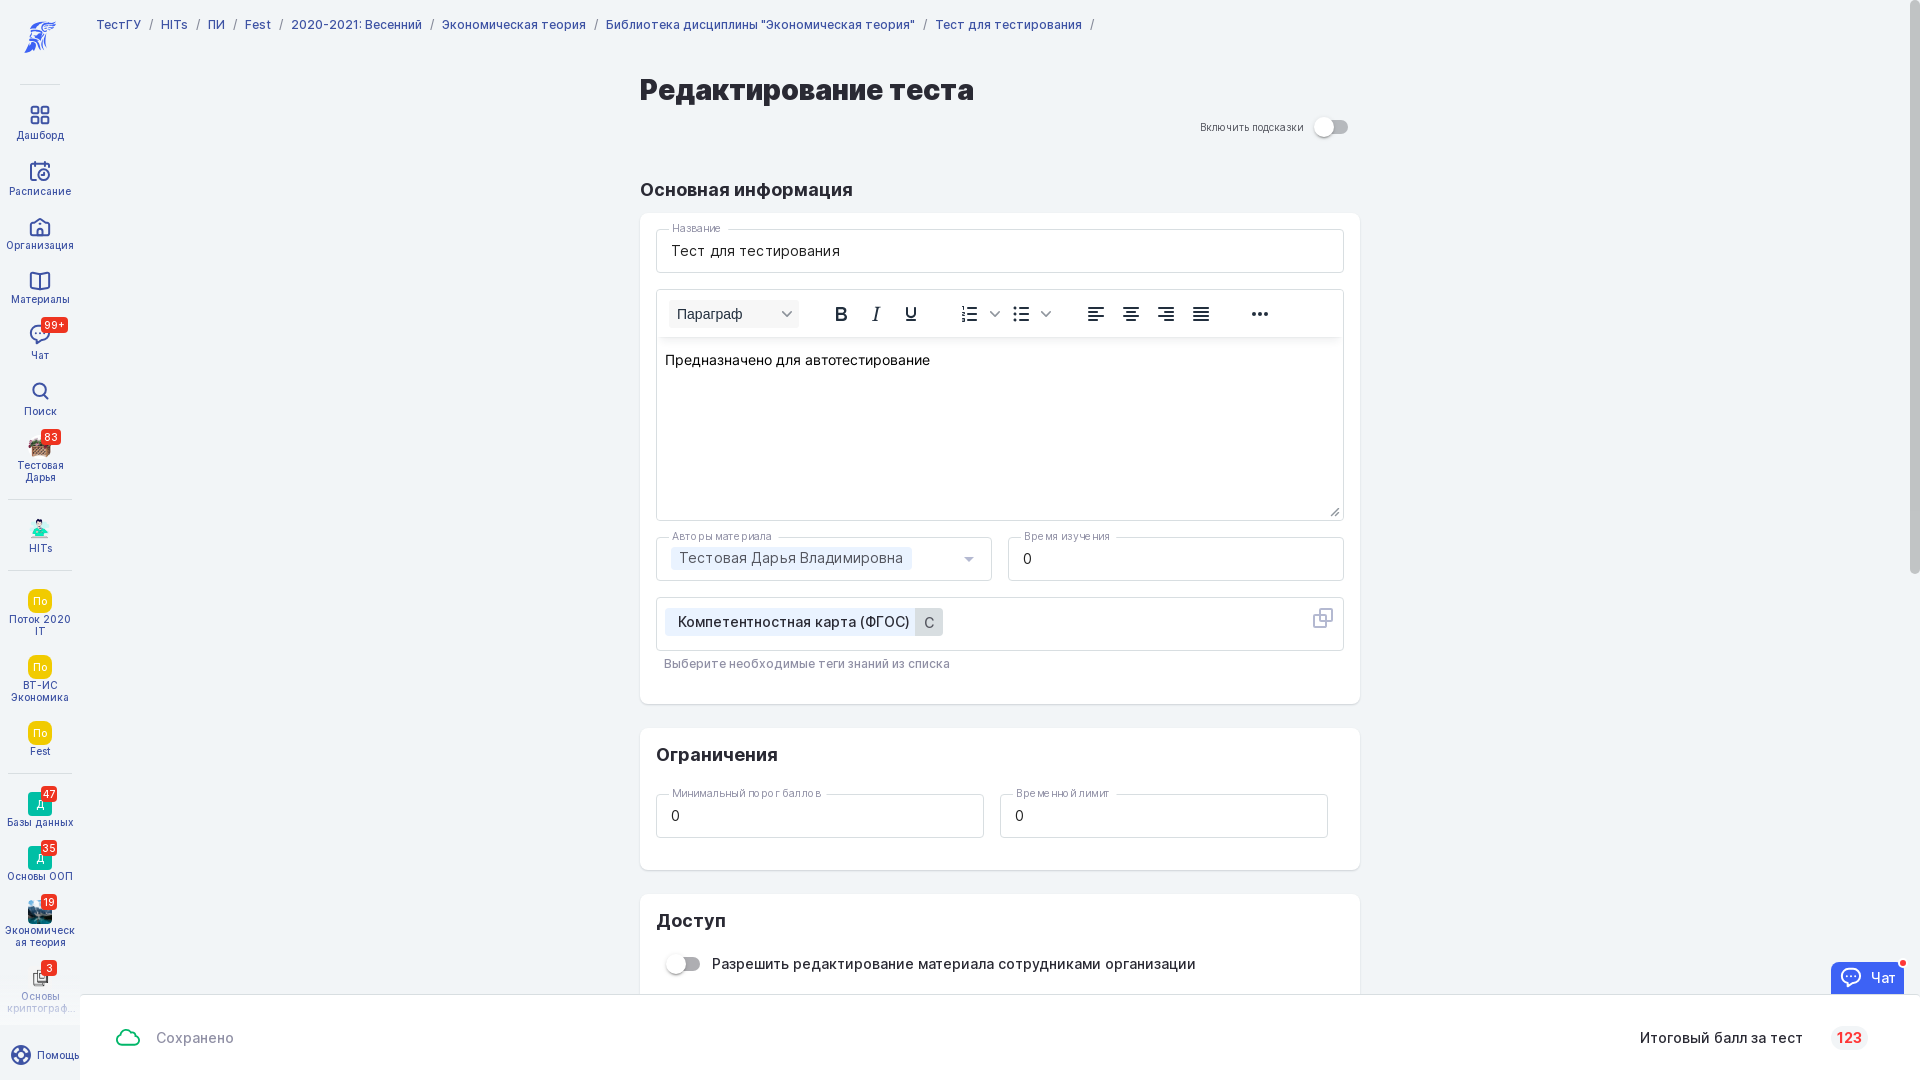 ТестГУ / HITs / ПИ / Fest / 2020-2021: Весенний / Экономическая теория / Библиотека дисциплины "Экономическая теория" / Тест для тестирования /
Дашборд
Расписание
Организация
Материалы
99+
Чат
Поиск
83
Тестовая
Дарья
HITs
По
Поток 2020
IT
По
ВТ-ИС
Экономика
По
Fest
47
Д
Базы данных
35
Д
Основы ООП
19
Экономическ
ая теория
3
Основы
криптограф...
Помощь
Редактирование теста
Включить подсказки
Основная информация
Название
Тест для тестирования
Параграф
Предназначено для автотестирование
Авторы материала
Тестовая Дарья Владимировна
Время изучения
0
Компетентностная карта (ФГОС) C
Выберите необходимые теги знаний из списка
Ограничения
Минимальный порог баллов
0
Временной лимит
0
Доступ
Разрешить редактирование материала сотрудниками организации
Чат
Сохранено
Итоговый балл за тест 123